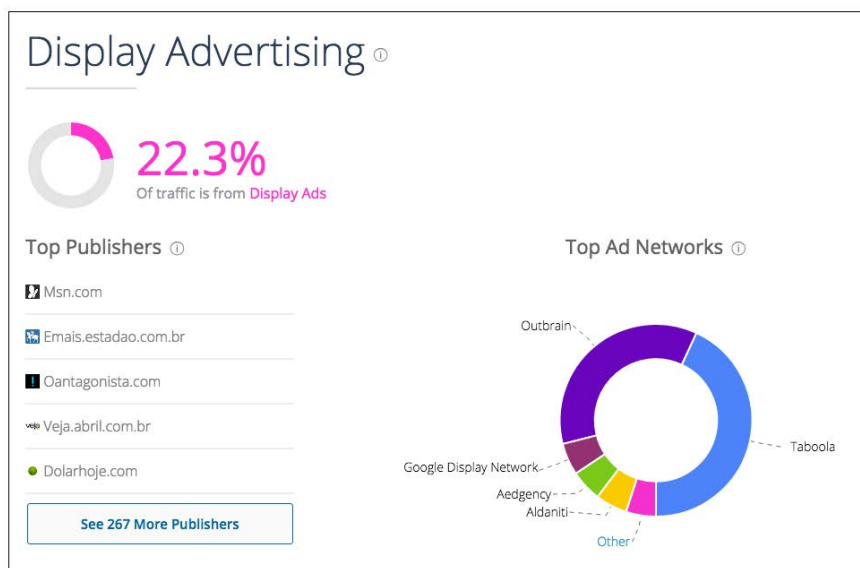 Display Advertising
22.3%
Of traffic is from Display Ads
Top Publishers
Msn.com
Emais.estadao.com.br
Oantagonista.com
veja Veja.abril.com.br
Dolarhoje.com
See 267 More Publishers
Top Ad Networks
Outbrain
Taboola
Google Display Network
Aedgency
Aldaniti
Other